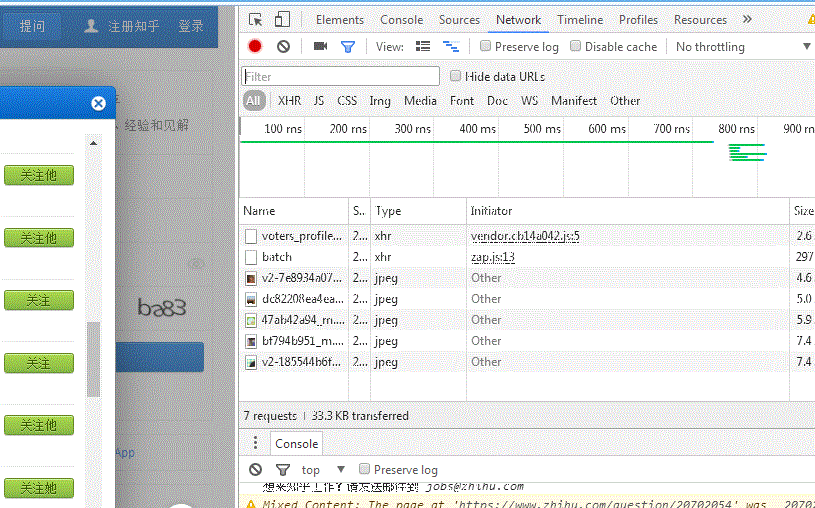 提问 注册知乎 登录
、经验和见解
关注他
关注他
关注
关注
关注他
关注她
App
Elements Console Sources Network Timeline Profiles Resources »
View: Preserve log Disable cache No throttling
Filter Hide data URLs
All XHR JS CSS Img Media Font Doc WS Manifest Other
100 ms 200 ms 300 ms 400 ms 500 ms 600 ms 700 ms 800 ms 900 m
Name S.. Type Initiator Size
voters_profile... 2... xhr vendor.cb14a042.js:5 2.6
batch 2... xhr zap.js:13 297
v2-7e8934a07... 2... jpeg Other 4.6
dc82208ea4ea... 2... jpeg Other 5.0
47ab42a94_m.... 2... jpeg Other 5.9
bf794b951_m... 2... jpeg Other 7.4
v2-185544b6f... 2... jpeg Other 7.4
7 requests | 33.3 KB transferred
Console
top Preserve log
想来知乎工作？请发送邮件到 jobs@zhihu.com
Mixed Content: The page at 'https://www.zhihu.com/question/20702054' was 20702